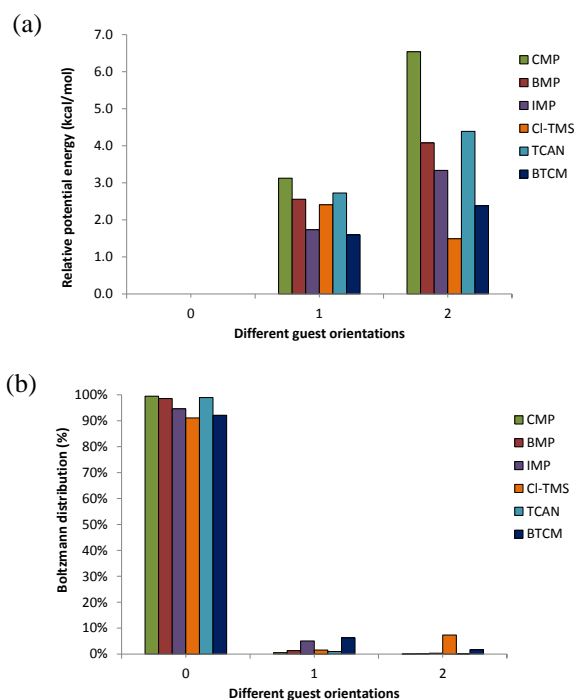 (a)
Relative potential energy (kcal/mol)
7.0
6.0
5.0
4.0
3.0
2.0
1.0
0.0
0 1 2
Different guest orientations
CMP
BMP
IMP
Cl-TMS
TCAN
BTCM
(b)
Boltzmann distribution (%)
100%
90%
80%
70%
60%
50%
40%
30%
20%
10%
0%
0 1 2
Different guest orientations
CMP
BMP
IMP
Cl-TMS
TCAN
BTCM